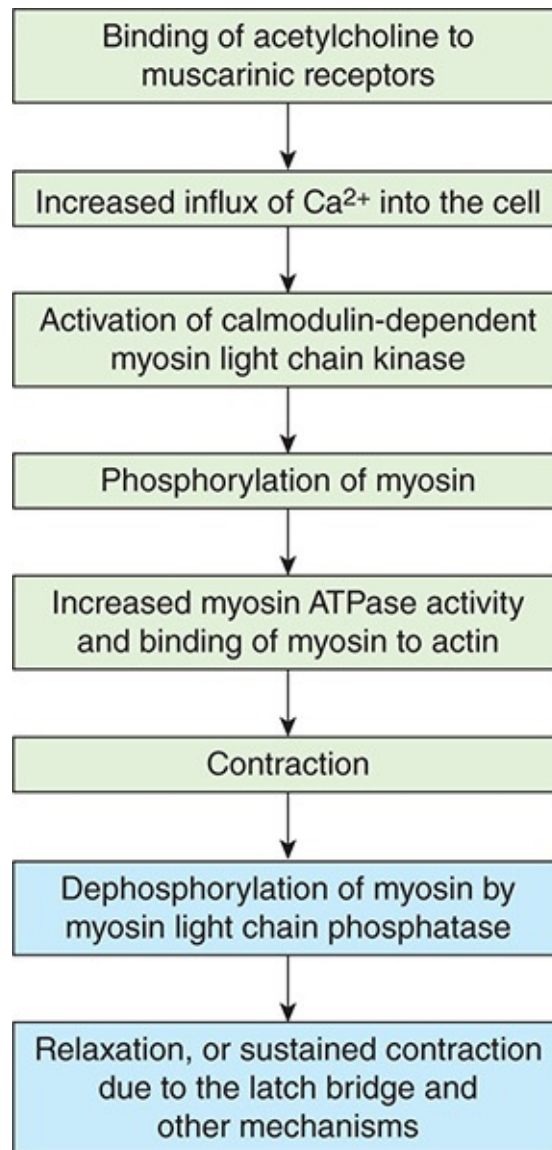 Binding of acetylcholine to
muscarinic receptors
Increased influx of Ca²⁺ into the cell
Activation of calmodulin-dependent
myosin light chain kinase
Phosphorylation of myosin
Increased myosin ATPase activity
and binding of myosin to actin
Contraction
Dephosphorylation of myosin by
myosin light chain phosphatase
Relaxation, or sustained contraction
due to the latch bridge and
other mechanisms